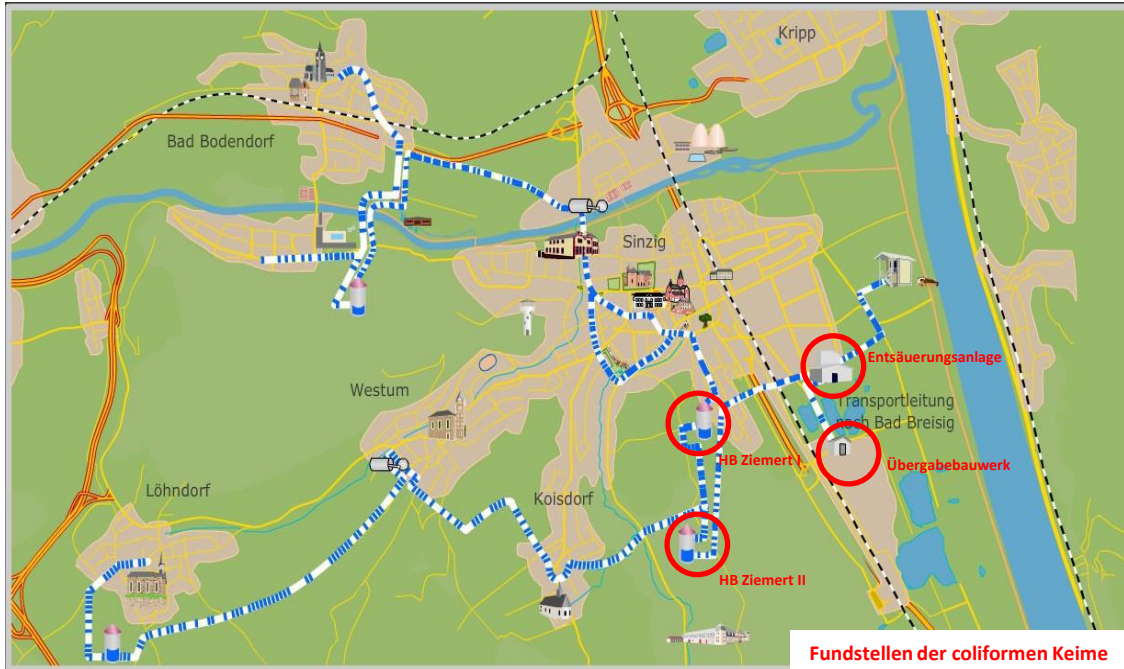 Kripp
Bad Bodendorf
Sinzig
Entsäuerungsanlage
Westum
Transportleitung
nach Bad Breisig
HB Ziemert I
Übergabebauwerk
Löhndorf
Koisdorf
HB Ziemert II
Fundstellen der coliformen Keime